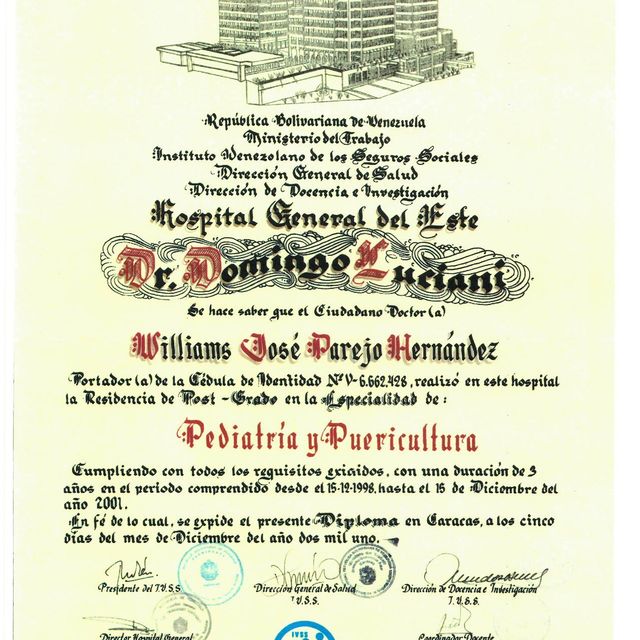 República Bolivariana de Venezuela
Ministerio del Trabajo
Instituto Venezolano de los Seguros Sociales
Dirección General de Salud
Dirección de Docencia e Investigación
Hospital General del Este
Dr. Domingo Luciani
Se hace saber que el Ciudadano Doctor(a)
Williams José Parejo Hernández
Portador(a) de la Cédula de Identidad Nº V-6.662.428, realizó en este hospital
la Residencia de Post-Grado en la Especialidad de:
Pediatría y Puericultura
Cumpliendo con todos los requisitos exigidos, con una duración de 3
años en el periodo comprendido desde el 15-12-1998, hasta el 15 de Diciembre del
año 2001.
En fé de lo cual, se expide el presente Diploma en Caracas, a los cinco
días del mes de Diciembre del año dos mil uno.
Presidente del I.V.S.S. Dirección General de Salud Dirección de Docencia e Investigación
I.V.S.S. I.V.S.S.
Director Hospital General Coordinador Docente
IVSS